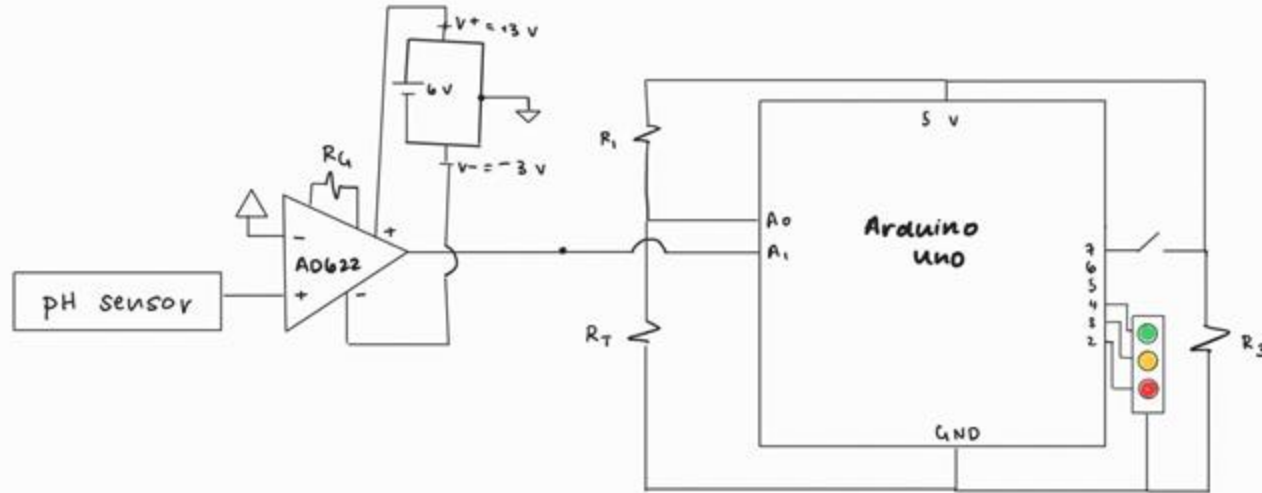 V+ = +3 V
6 V
V- = -3 V
RG
+
-
AD622
+
-
pH sensor
R1
RT
5 V
A0
A1
Arduino
uno
7
6
5
4
3
2
GND
R3